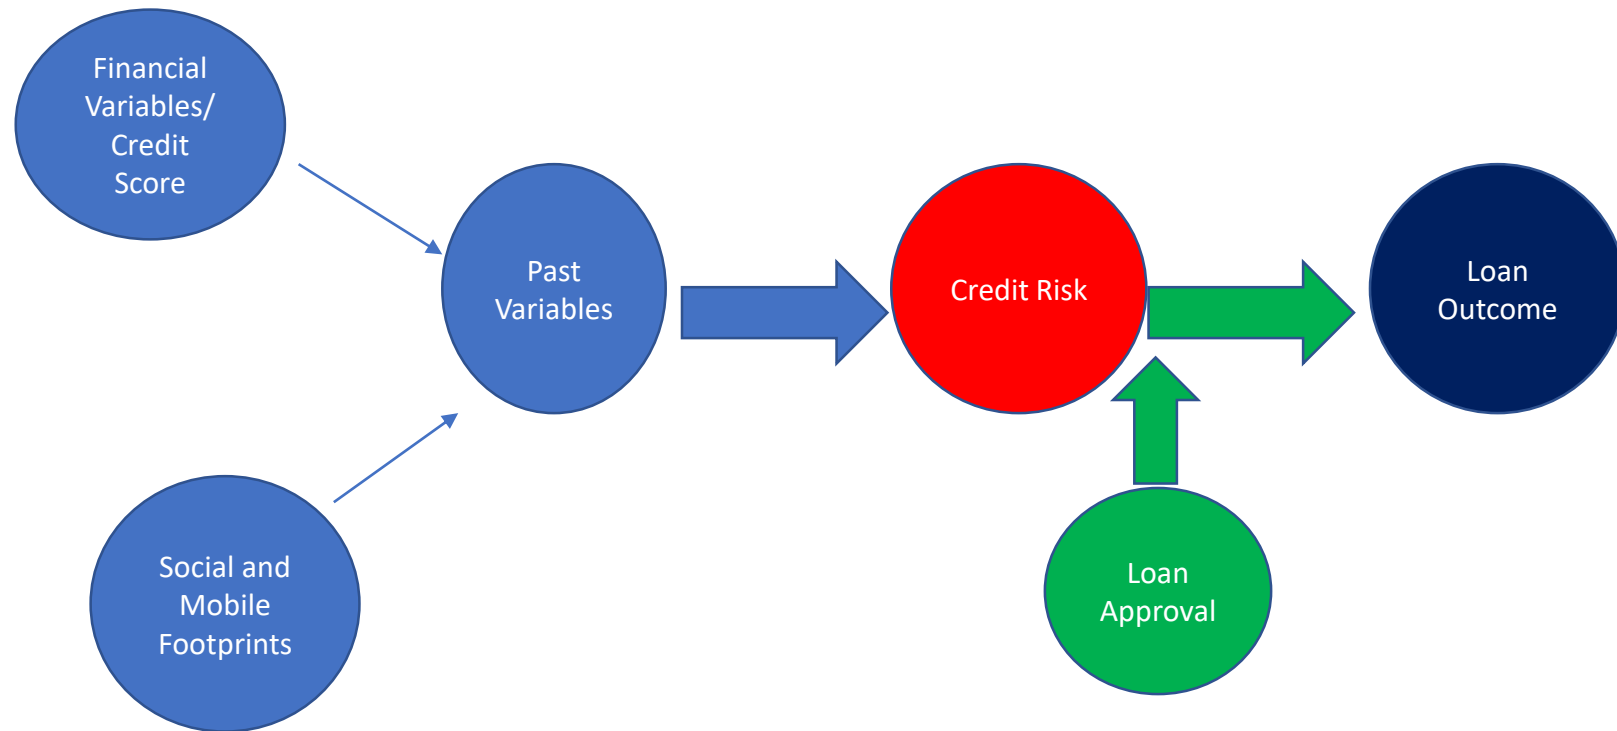 Financial
Variables/
Credit
Score
Past
Variables
Credit Risk
Loan
Outcome
Social and
Mobile
Footprints
Loan
Approval